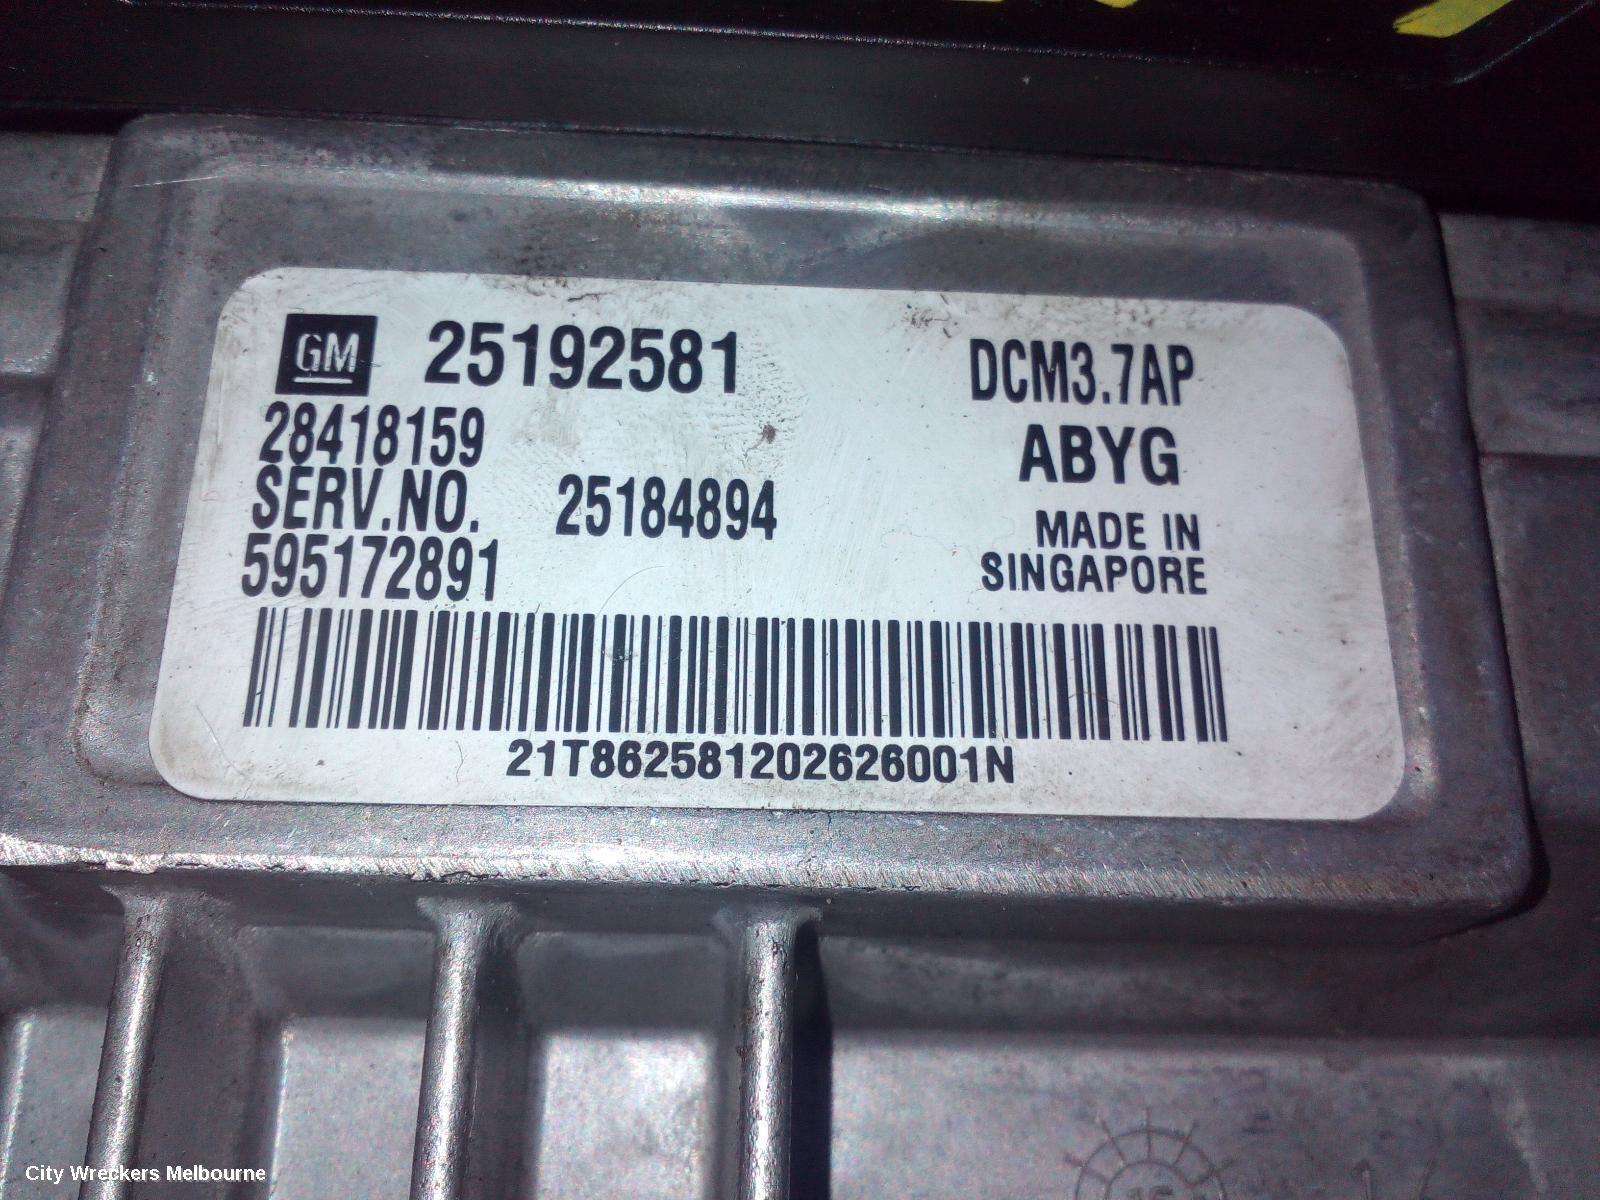 GM 25192581 DCM3.7AP
28418159 ABYG
SERV.NO. 25184894 MADE IN
595172891 SINGAPORE
21T862581202626001N
City Wreckers Melbourne